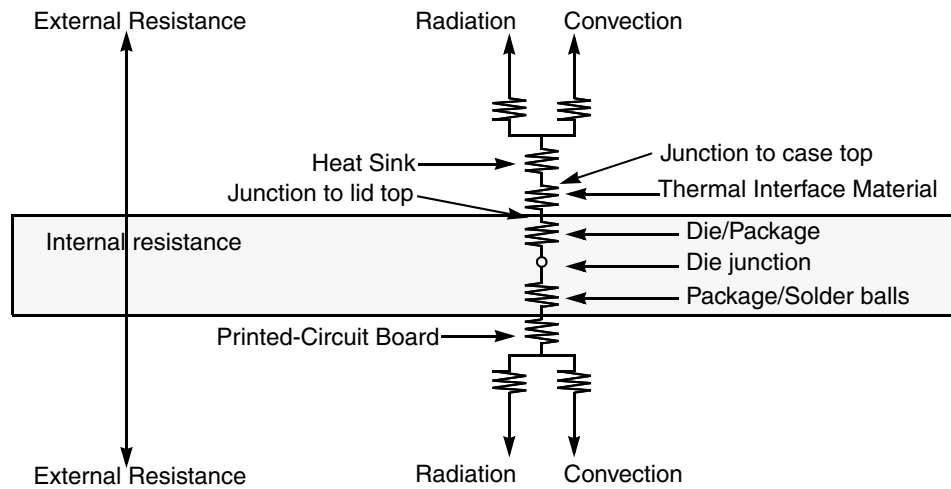 External Resistance
Radiation
Convection
Heat Sink
Junction to case top
Junction to lid top
Thermal Interface Material
Internal resistance
Die/Package
Die junction
Package/Solder balls
Printed-Circuit Board
External Resistance
Radiation
Convection